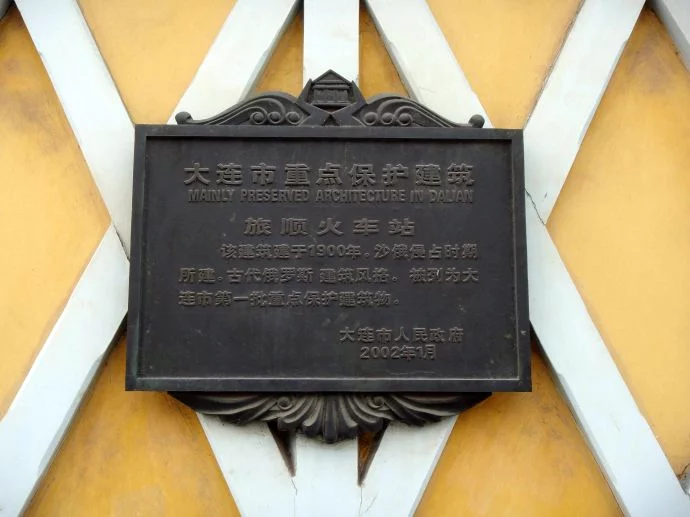 大连市重点保护建筑
MAINLY PRESERVED ARCHITECTURE IN DALIAN
旅顺火车站
该建筑建于1900年。沙俄侵占时期
所建。古代俄罗斯 建筑风格。被列为大
连市第一批重点保护建筑物。
大连市人民政府
2002年1月